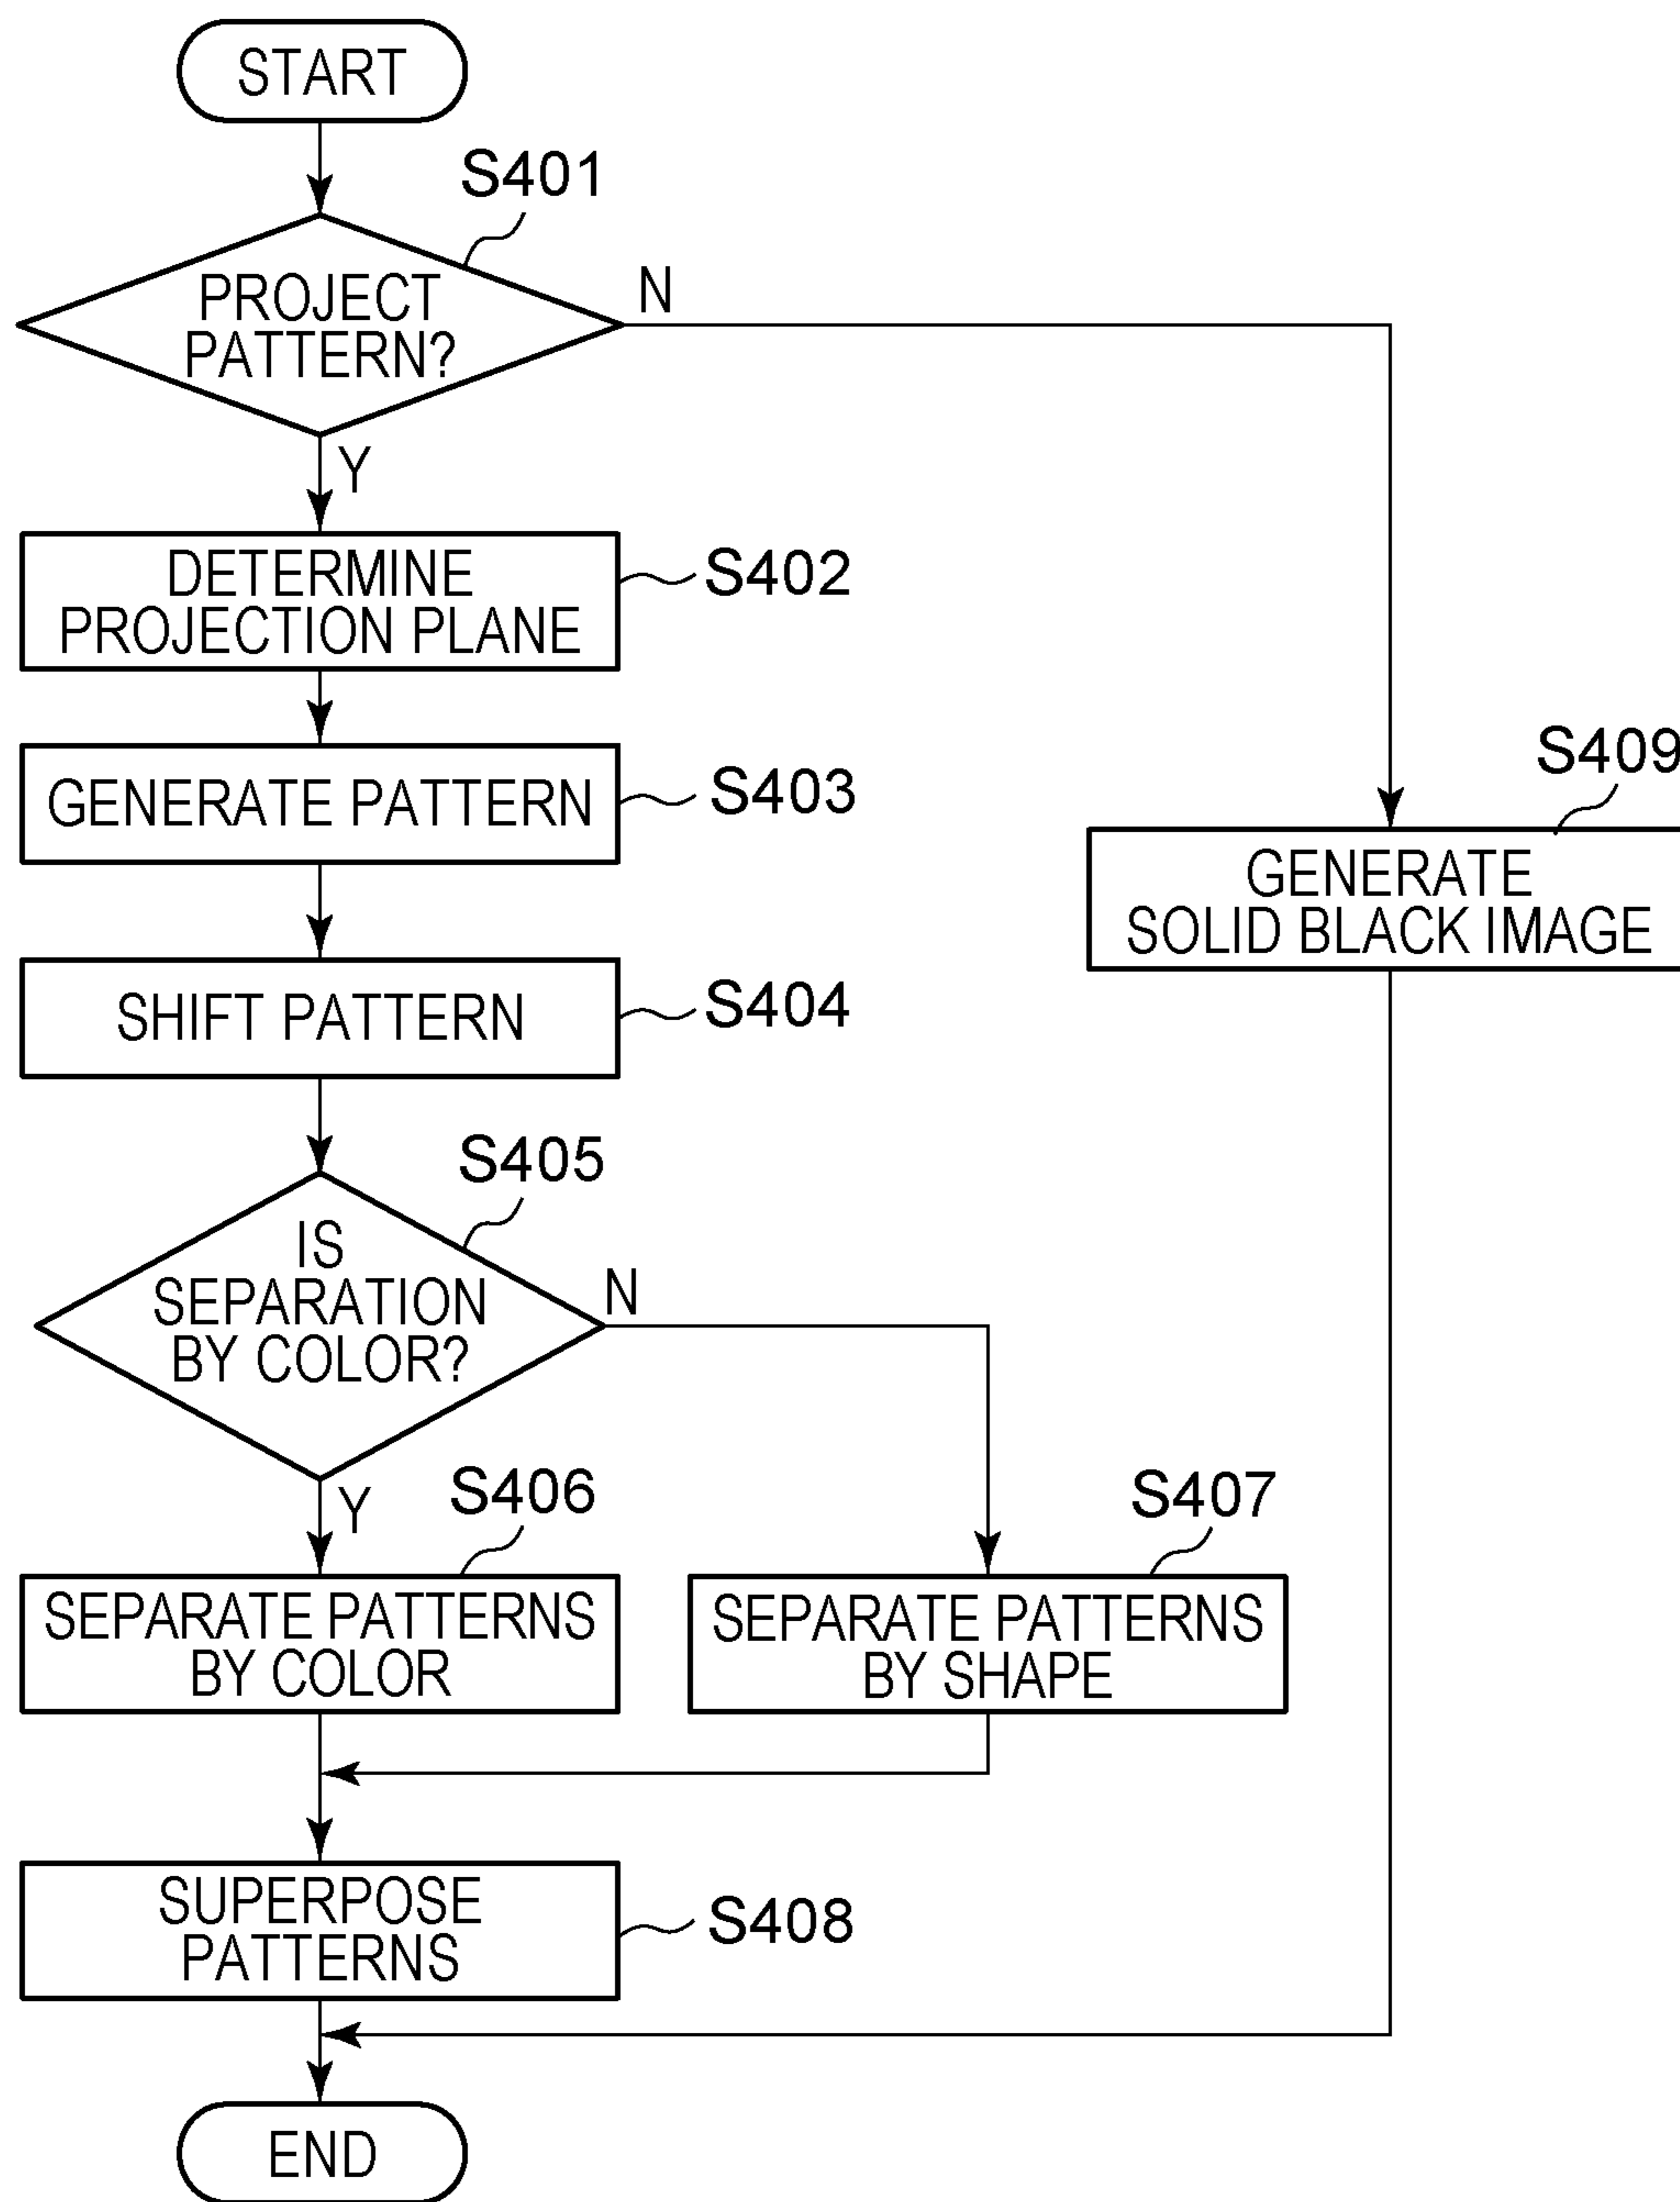 START
S401
PROJECT
PATTERN?
N
Y
DETERMINE
PROJECTION PLANE
S402
GENERATE PATTERN
S403
S409
GENERATE
SOLID BLACK IMAGE
SHIFT PATTERN
S404
S405
IS
SEPARATION
BY COLOR?
N
Y
S406
S407
SEPARATE PATTERNS
BY COLOR
SEPARATE PATTERNS
BY SHAPE
SUPERPOSE
PATTERNS
S408
END